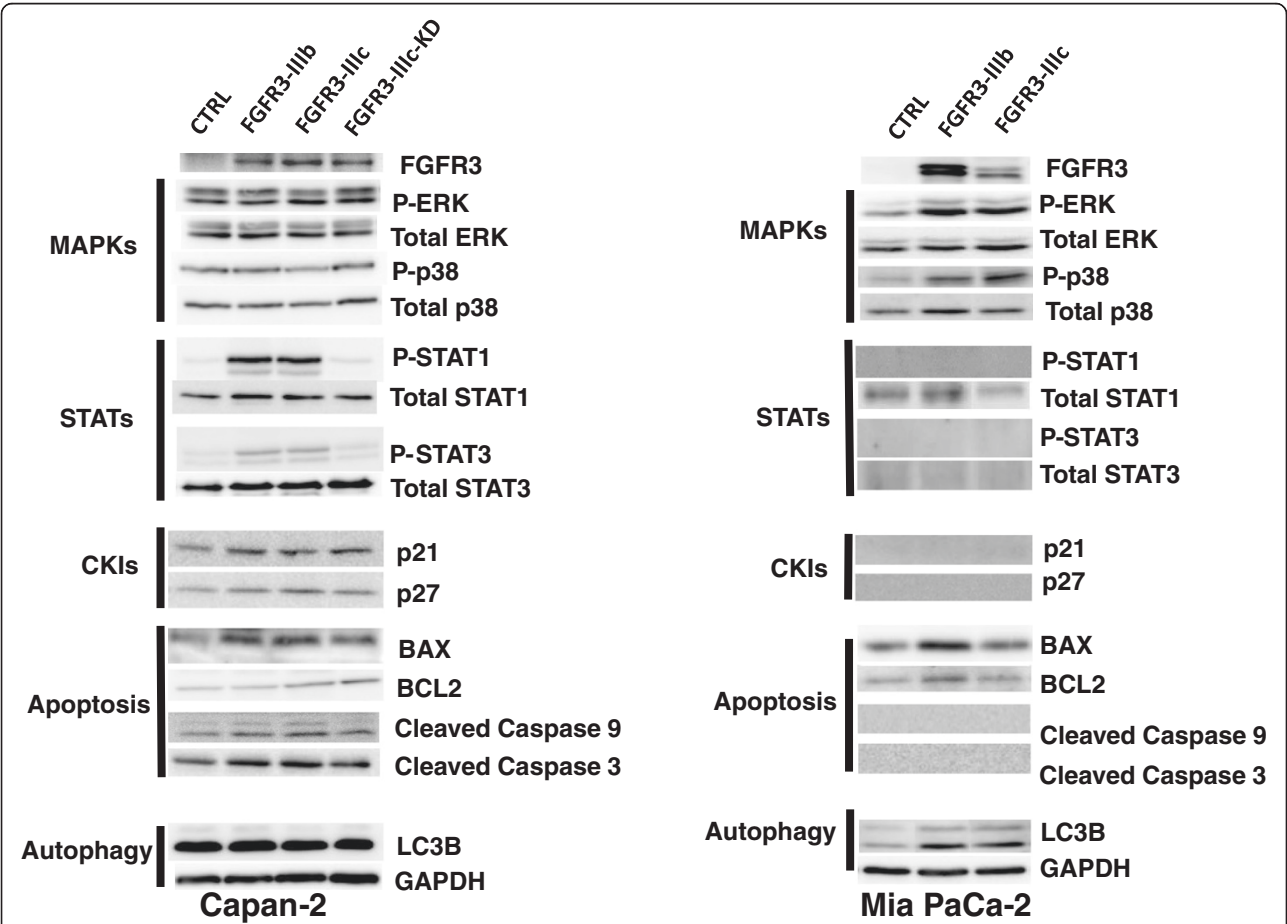 CTRL
FGFR3-IIIb
FGFR3-IIIc
FGFR3-IIIc-KD
FGFR3
MAPKs
P-ERK
Total ERK
P-p38
Total p38
STATs
P-STAT1
Total STAT1
P-STAT3
Total STAT3
CKIs
p21
p27
Apoptosis
BAX
BCL2
Cleaved Caspase 9
Cleaved Caspase 3
Autophagy
LC3B
GAPDH
Capan-2
CTRL
FGFR3-IIIb
FGFR3-IIIc
FGFR3
MAPKs
P-ERK
Total ERK
P-p38
Total p38
STATs
P-STAT1
Total STAT1
P-STAT3
Total STAT3
CKIs
p21
p27
Apoptosis
BAX
BCL2
Cleaved Caspase 9
Cleaved Caspase 3
Autophagy
LC3B
GAPDH
Mia PaCa-2